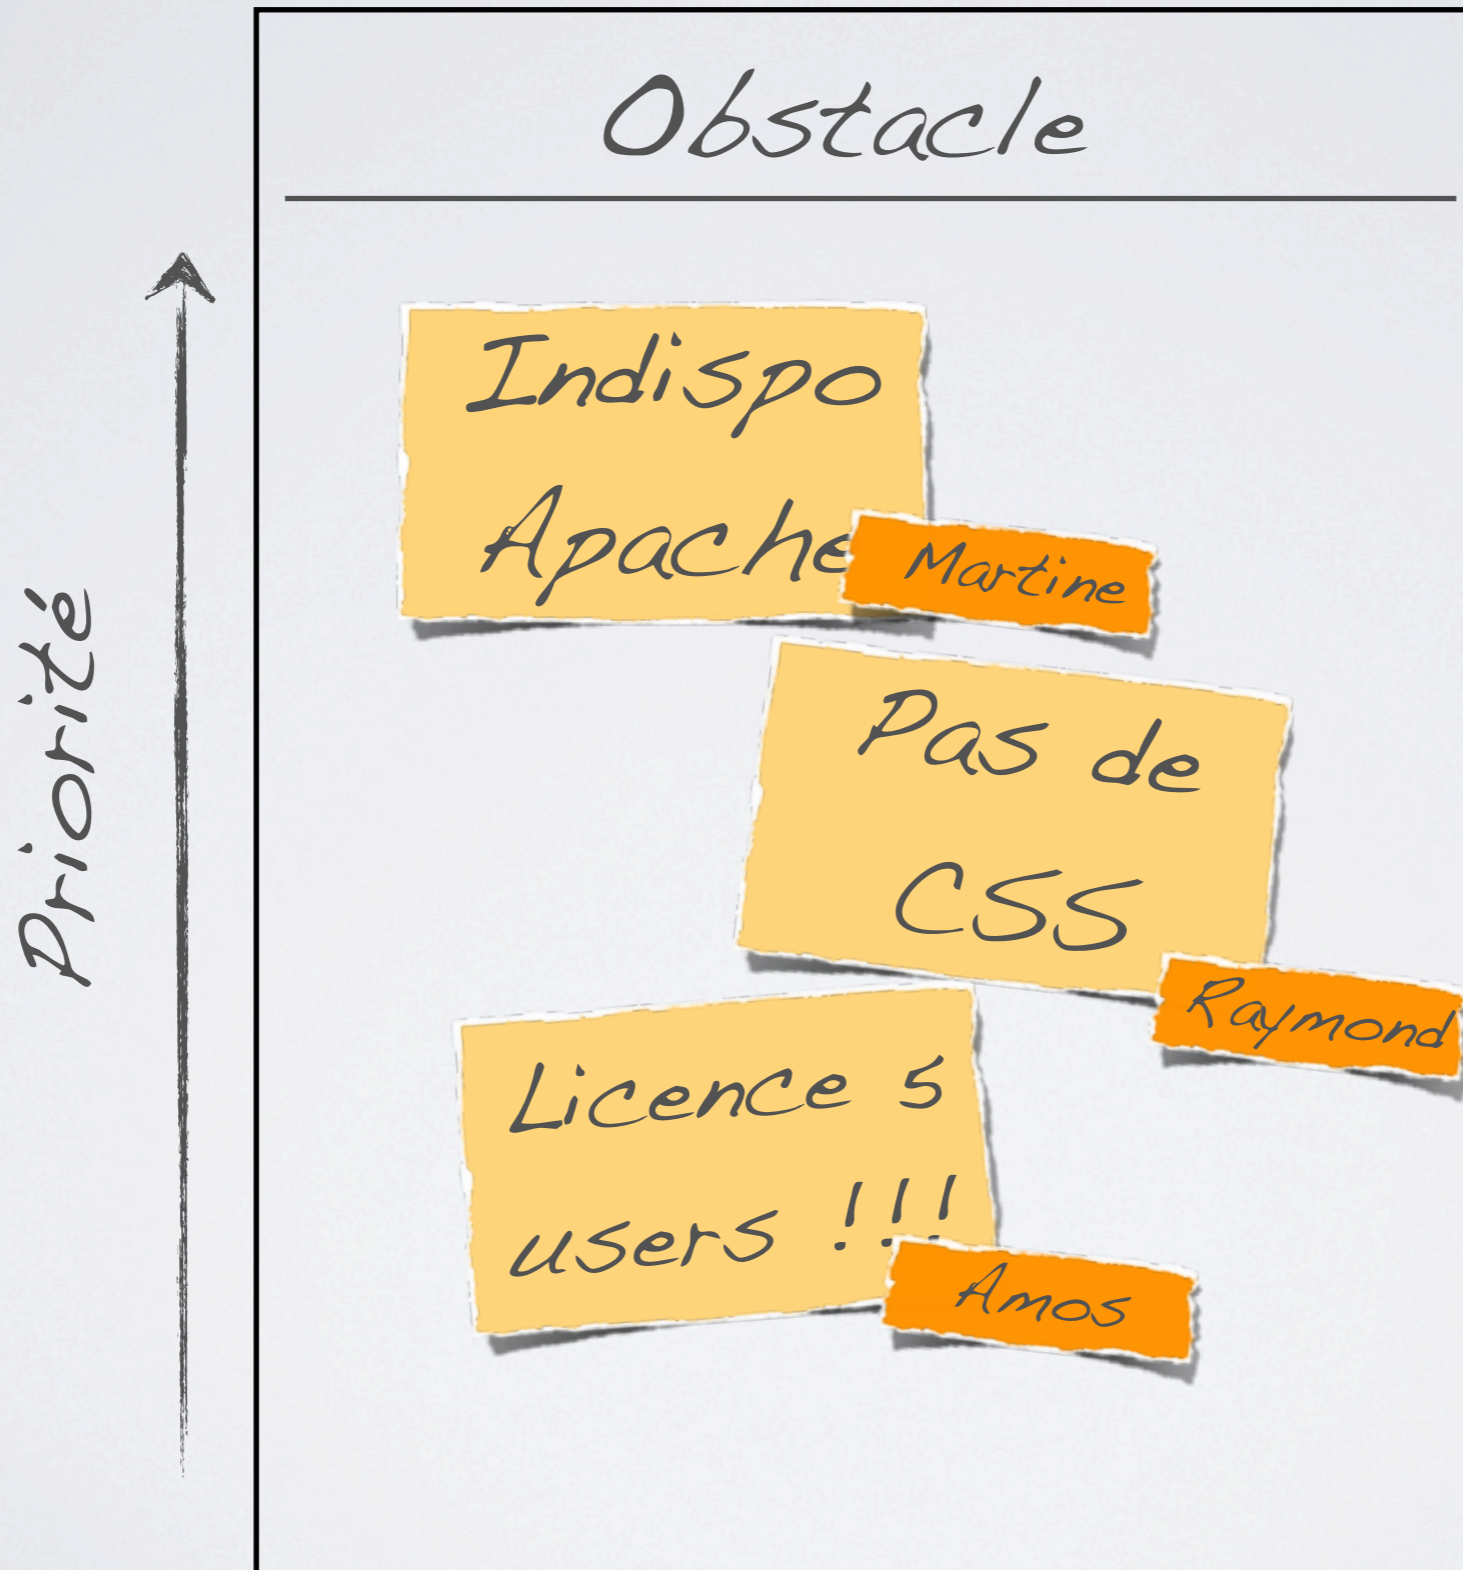 Obstacle
Priorité
Indispo
Apache
Martine
Pas de
CSS
Raymond
Licence 5
users !!!
Amos